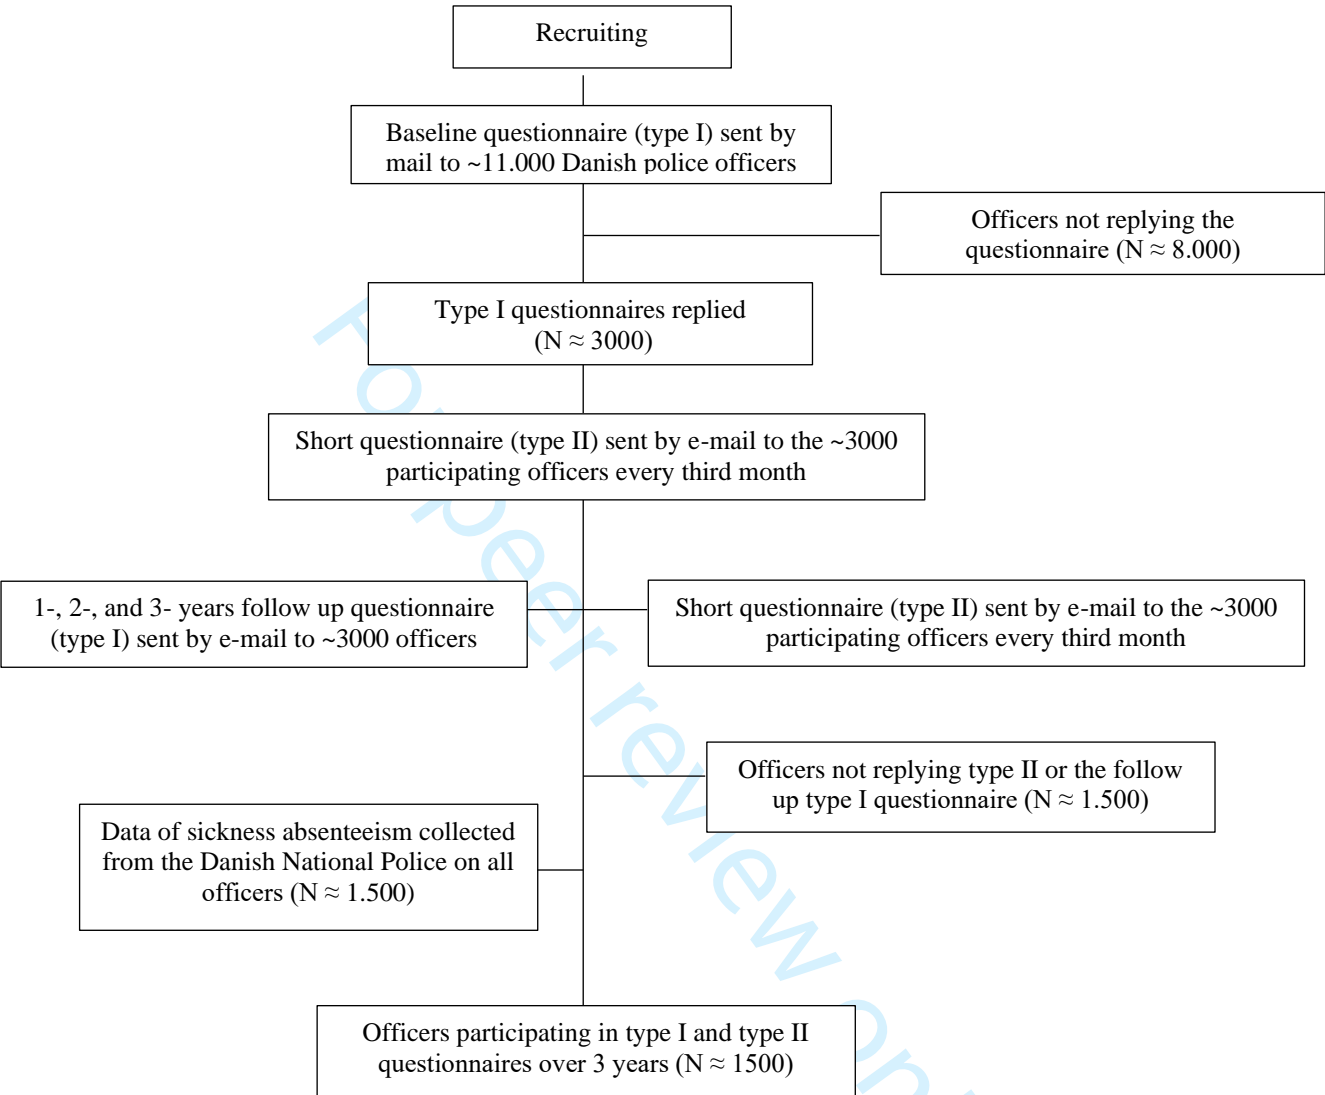 Recruiting
Baseline questionnaire (type I) sent by
mail to ~11.000 Danish police officers
Officers not replying the
questionnaire (N ≈ 8.000)
Type I questionnaires replied
(N ≈ 3000)
Short questionnaire (type II) sent by e-mail to the ~3000
participating officers every third month
1-, 2-, and 3- years follow up questionnaire
(type I) sent by e-mail to ~3000 officers
Short questionnaire (type II) sent by e-mail to the ~3000
participating officers every third month
Officers not replying type II or the follow
up type I questionnaire (N ≈ 1.500)
Data of sickness absenteeism collected
from the Danish National Police on all
officers (N ≈ 1.500)
Officers participating in type I and type II
questionnaires over 3 years (N ≈ 1500)
For peer review on